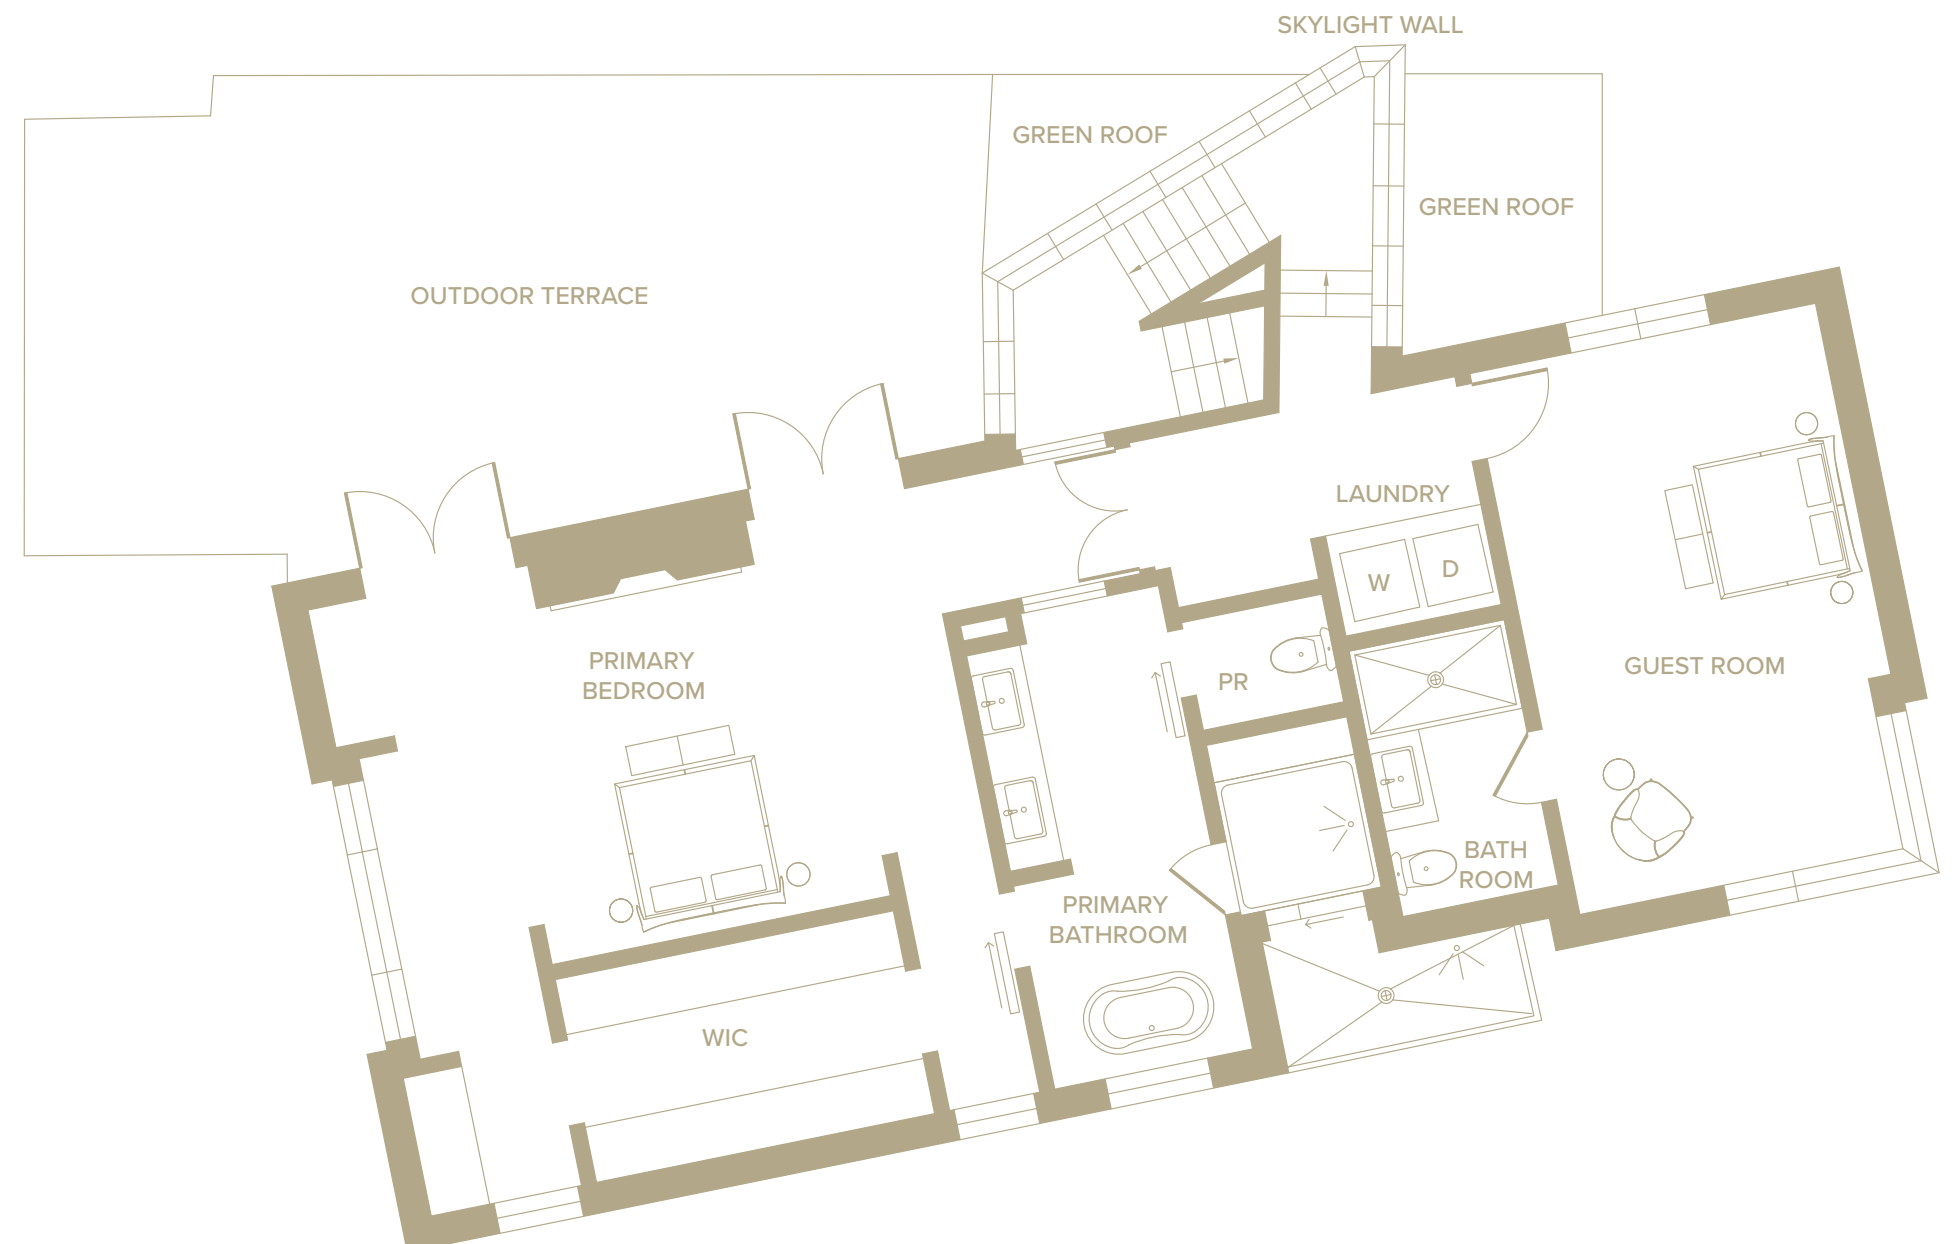 SKYLIGHT WALL
GREEN ROOF
GREEN ROOF
OUTDOOR TERRACE
LAUNDRY
W
D
PRIMARY
BEDROOM
PR
GUEST ROOM
BATH
ROOM
PRIMARY
BATHROOM
WIC